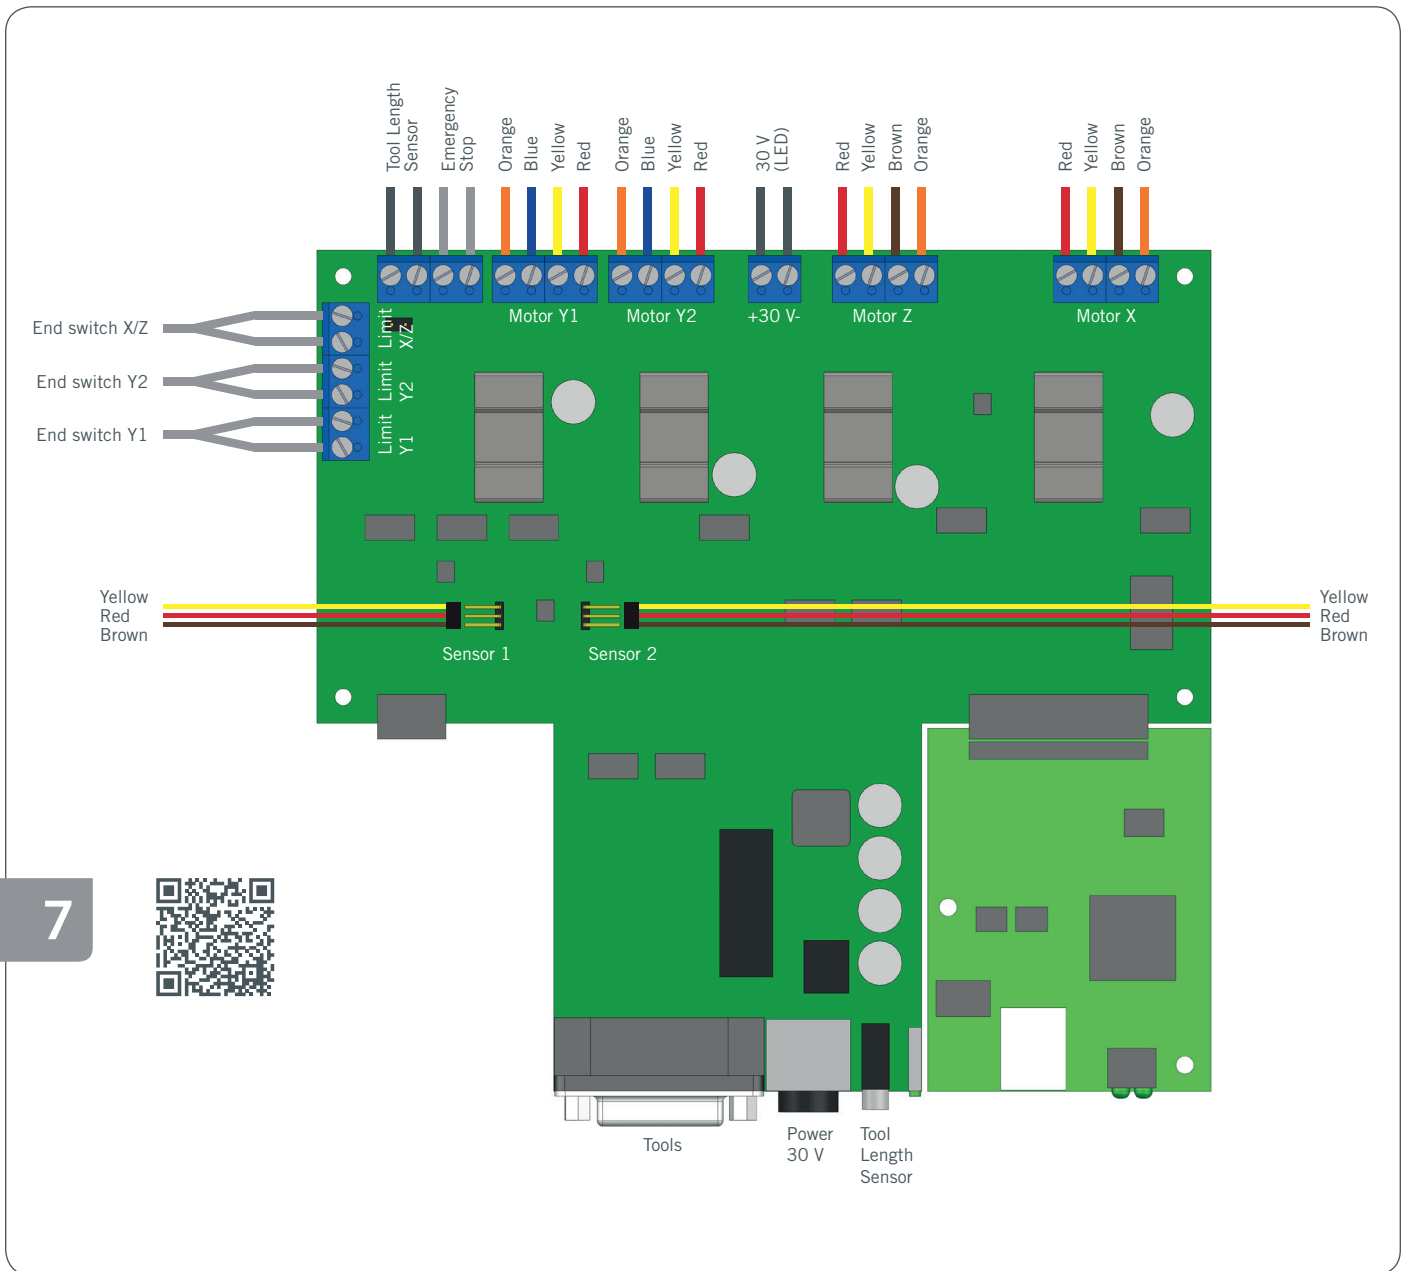 Tool Length
Sensor
Emergency
Stop
Orange
Blue
Yellow
Red
Orange
Blue
Yellow
Red
30 V
(LED)
Red
Yellow
Brown
Orange
Red
Yellow
Brown
Orange
Motor Y1
Motor Y2
+30 V-
Motor Z
Motor X
End switch X/Z
Limit
X/Z
End switch Y2
Limit
Y2
End switch Y1
Limit
Y1
Yellow
Red
Brown
Yellow
Red
Brown
Sensor 1
Sensor 2
7
Tools
Power
30 V
Tool
Length
Sensor